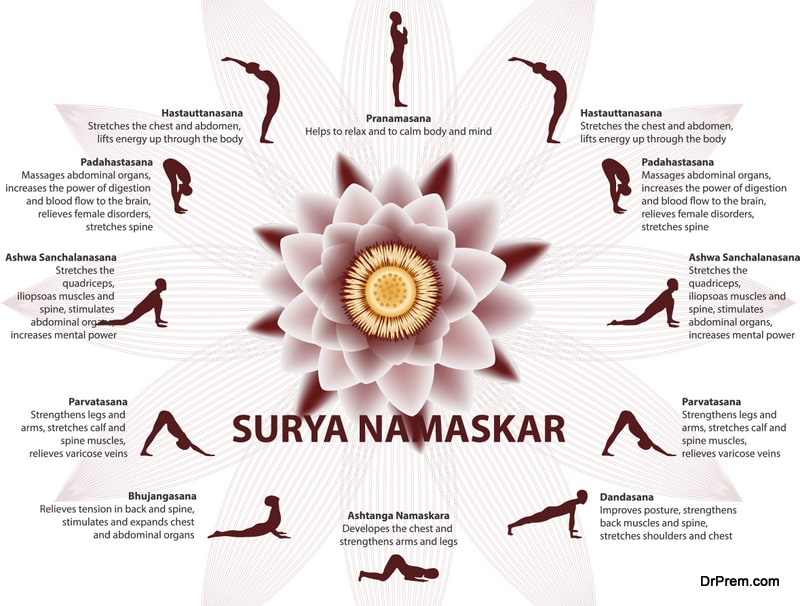 Pranamasana
Helps to relax and to calm body and mind
Hastauttanasana
Stretches the chest and abdomen,
lifts energy up through the body
Padahastasana
Massages abdominal organs,
increases the power of digestion
and blood flow to the brain,
relieves female disorders,
stretches spine
Ashwa Sanchalanasana
Stretches the
quadriceps,
iliopsoas muscles and
spine, stimulates
abdominal organs,
increases mental power
Parvatasana
Strengthens legs and
arms, stretches calf and
spine muscles,
relieves varicose veins
Bhujangasana
Relieves tension in back and spine,
stimulates and expands chest
and abdominal organs
Hastauttanasana
Stretches the chest and abdomen,
lifts energy up through the body
Padahastasana
Massages abdominal organs,
increases the power of digestion
and blood flow to the brain,
relieves female disorders,
stretches spine
Ashwa Sanchalanasana
Stretches the
quadriceps,
iliopsoas muscles and
spine, stimulates
abdominal organs,
increases mental power
Parvatasana
Strengthens legs and
arms, stretches calf and
spine muscles,
relieves varicose veins
Dandasana
Improves posture, strengthens
back muscles and spine,
stretches shoulders and chest
SURYA NAMASKAR
Ashtanga Namaskara
Developes the chest and
strengthens arms and legs
DrPrem.com